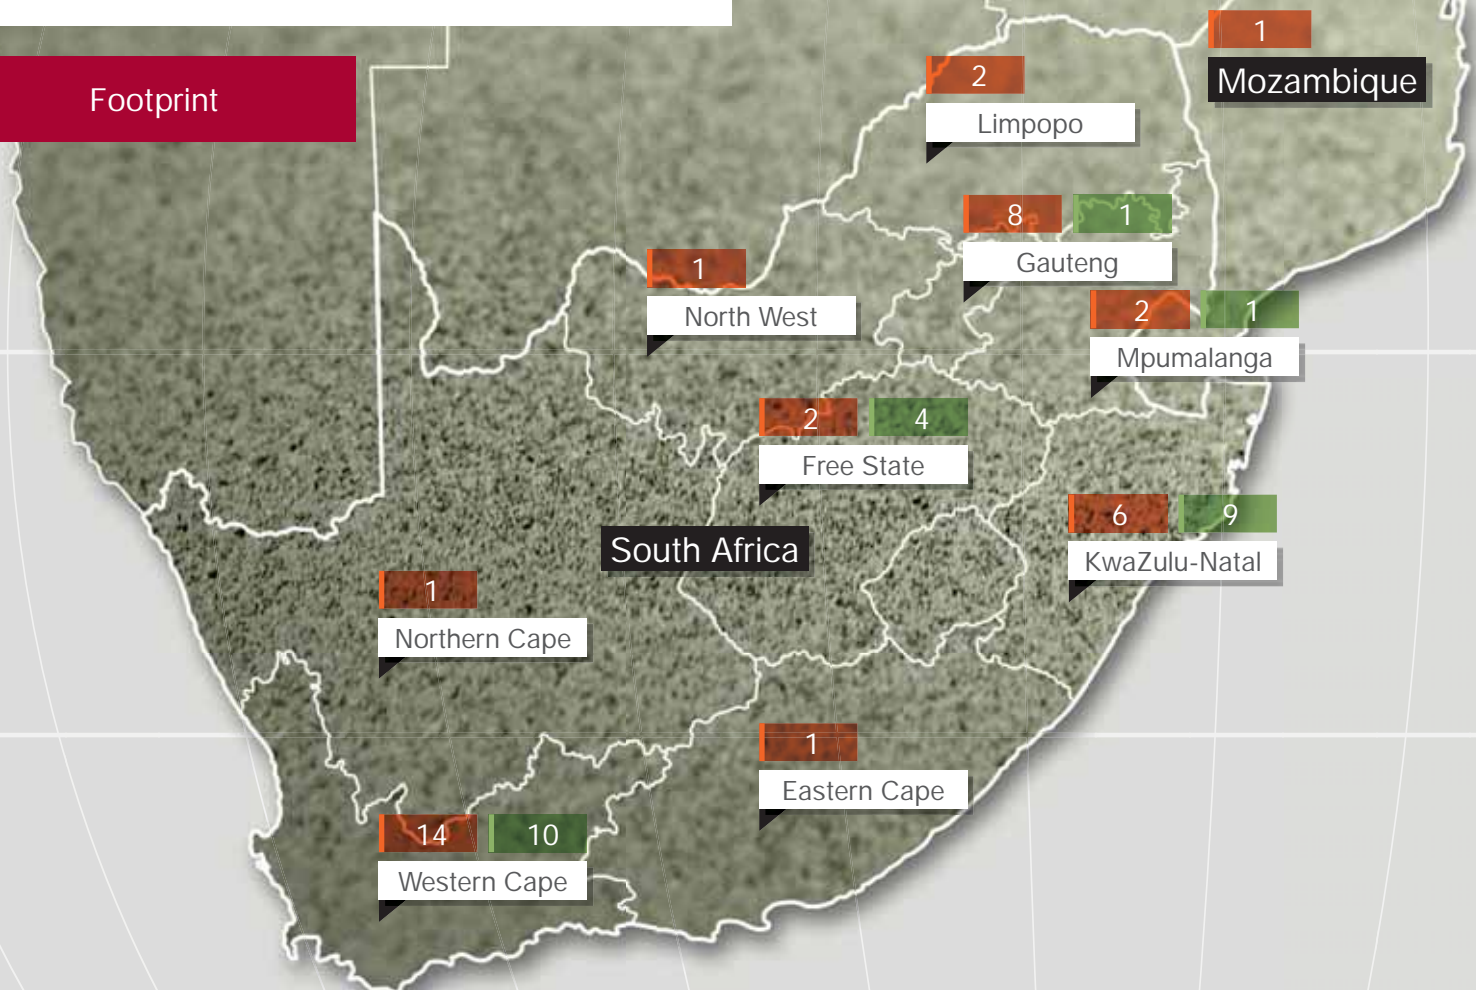 1
Mozambique
2
Limpopo
Footprint
8 1
Gauteng
1
North West
2 1
Mpumalanga
2 4
Free State
6 9
KwaZulu-Natal
South Africa
1
Northern Cape
1
Eastern Cape
14 10
Western Cape